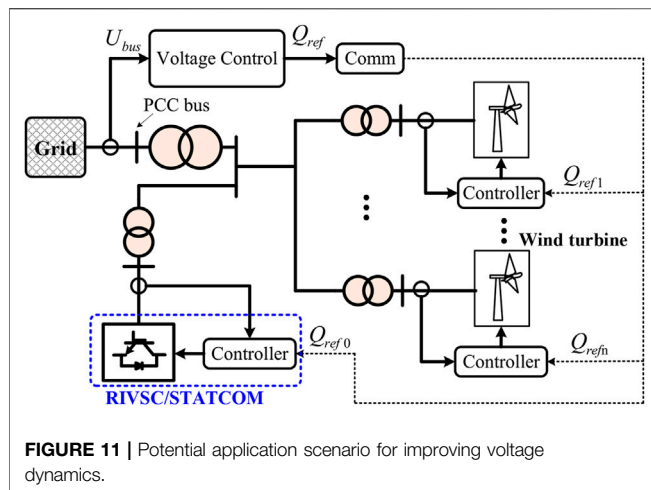 U_bus
Voltage Control
Q_ref
Comm
PCC bus
Grid
Controller
Q_ref1
Wind turbine
Controller
Q_refn
Controller
Q_ref0
RIVSC/STATCOM
FIGURE 11 | Potential application scenario for improving voltage
dynamics.